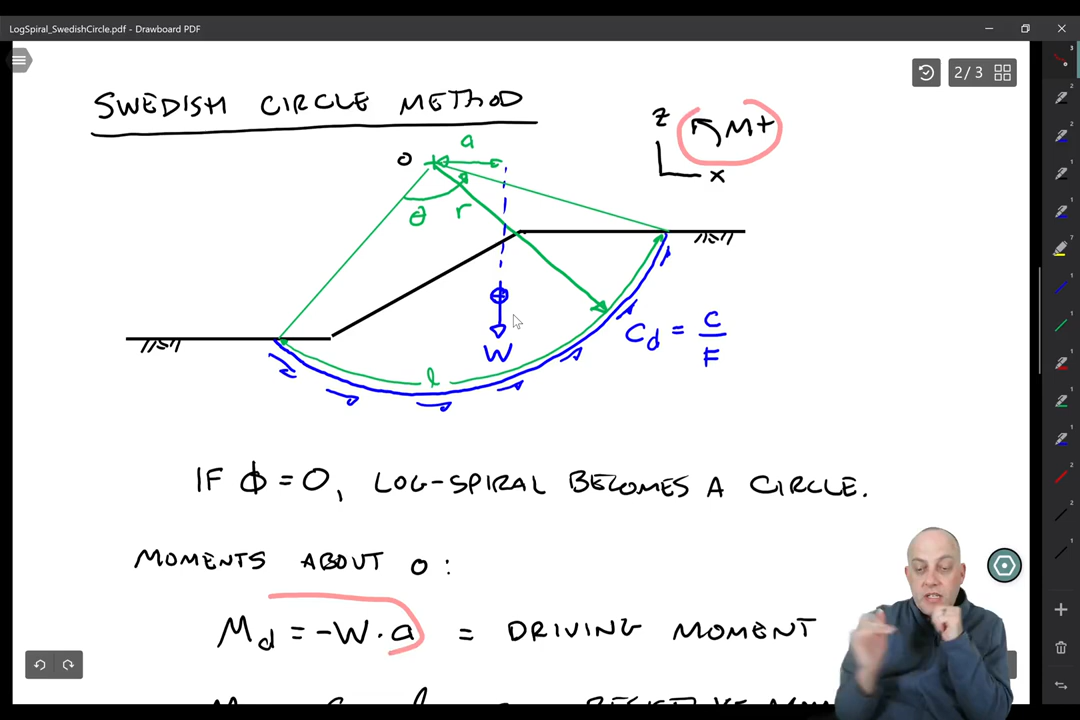 LogSpiral_SwedishCircle.pdf - Drawboard PDF
2/3
SWEDISH CIRCLE METHOD
z
M+
x
a
O
θ
r
W
l
C_d = C/F
IF φ = 0, LOG-SPIRAL BECOMES A CIRCLE.
MOMENTS ABOUT O:
M_d = -W · a = DRIVING MOMENT